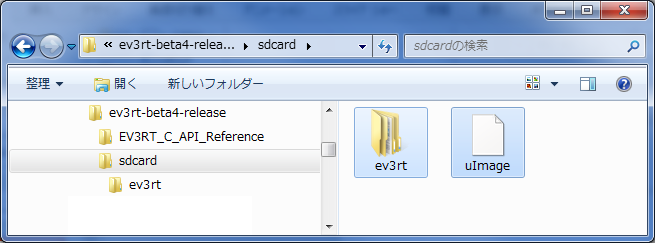 « ev3rt-beta4-relea... ▸ sdcard ▸
sdcardの検索
整理 ▼ 開く 新しいフォルダー
ev3rt-beta4-release
EV3RT_C_API_Reference
sdcard
ev3rt
ev3rt uImage